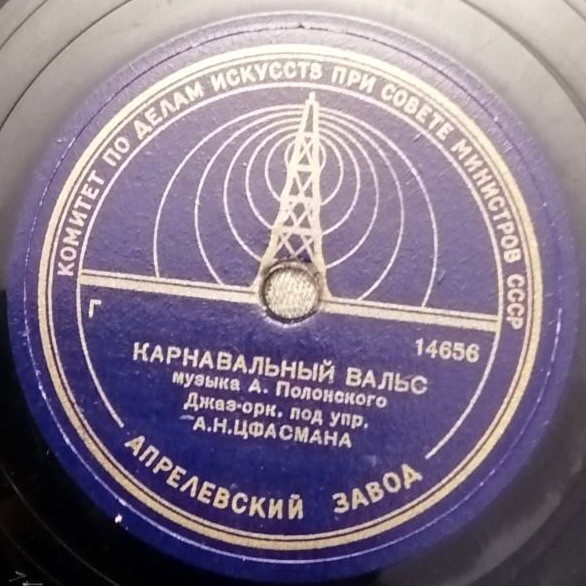 КОМИТЕТ ПО ДЕЛАМ ИСКУССТВ ПРИ СОВЕТЕ МИНИСТРОВ СССР
Г 14656
КАРНАВАЛЬНЫЙ ВАЛЬС
музыка А. Полонского
Джаз-орк. под упр.
А.Н.ЦФАСМАНА
АПРЕЛЕВСКИЙ ЗАВОД